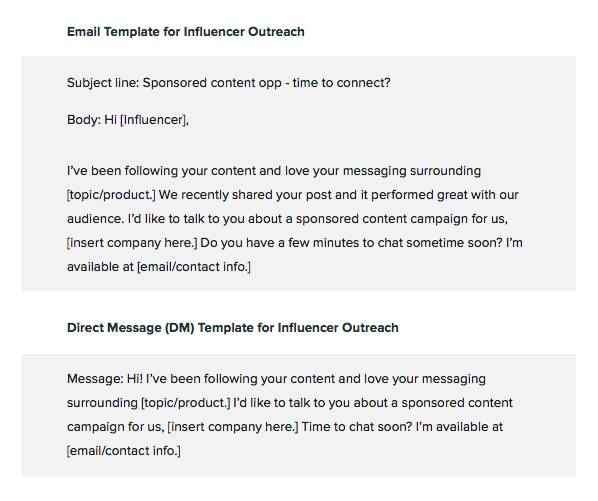 Email Template for Influencer Outreach
Subject line: Sponsored content opp - time to connect?
Body: Hi [Influencer],
I've been following your content and love your messaging surrounding
[topic/product.] We recently shared your post and it performed great with our
audience. I'd like to talk to you about a sponsored content campaign for us,
[insert company here.] Do you have a few minutes to chat sometime soon? I'm
available at [email/contact info.]
Direct Message (DM) Template for Influencer Outreach
Message: Hi! I've been following your content and love your messaging
surrounding [topic/product.] I'd like to talk to you about a sponsored content
campaign for us, [insert company here.] Time to chat soon? I'm available at
[email/contact info.]